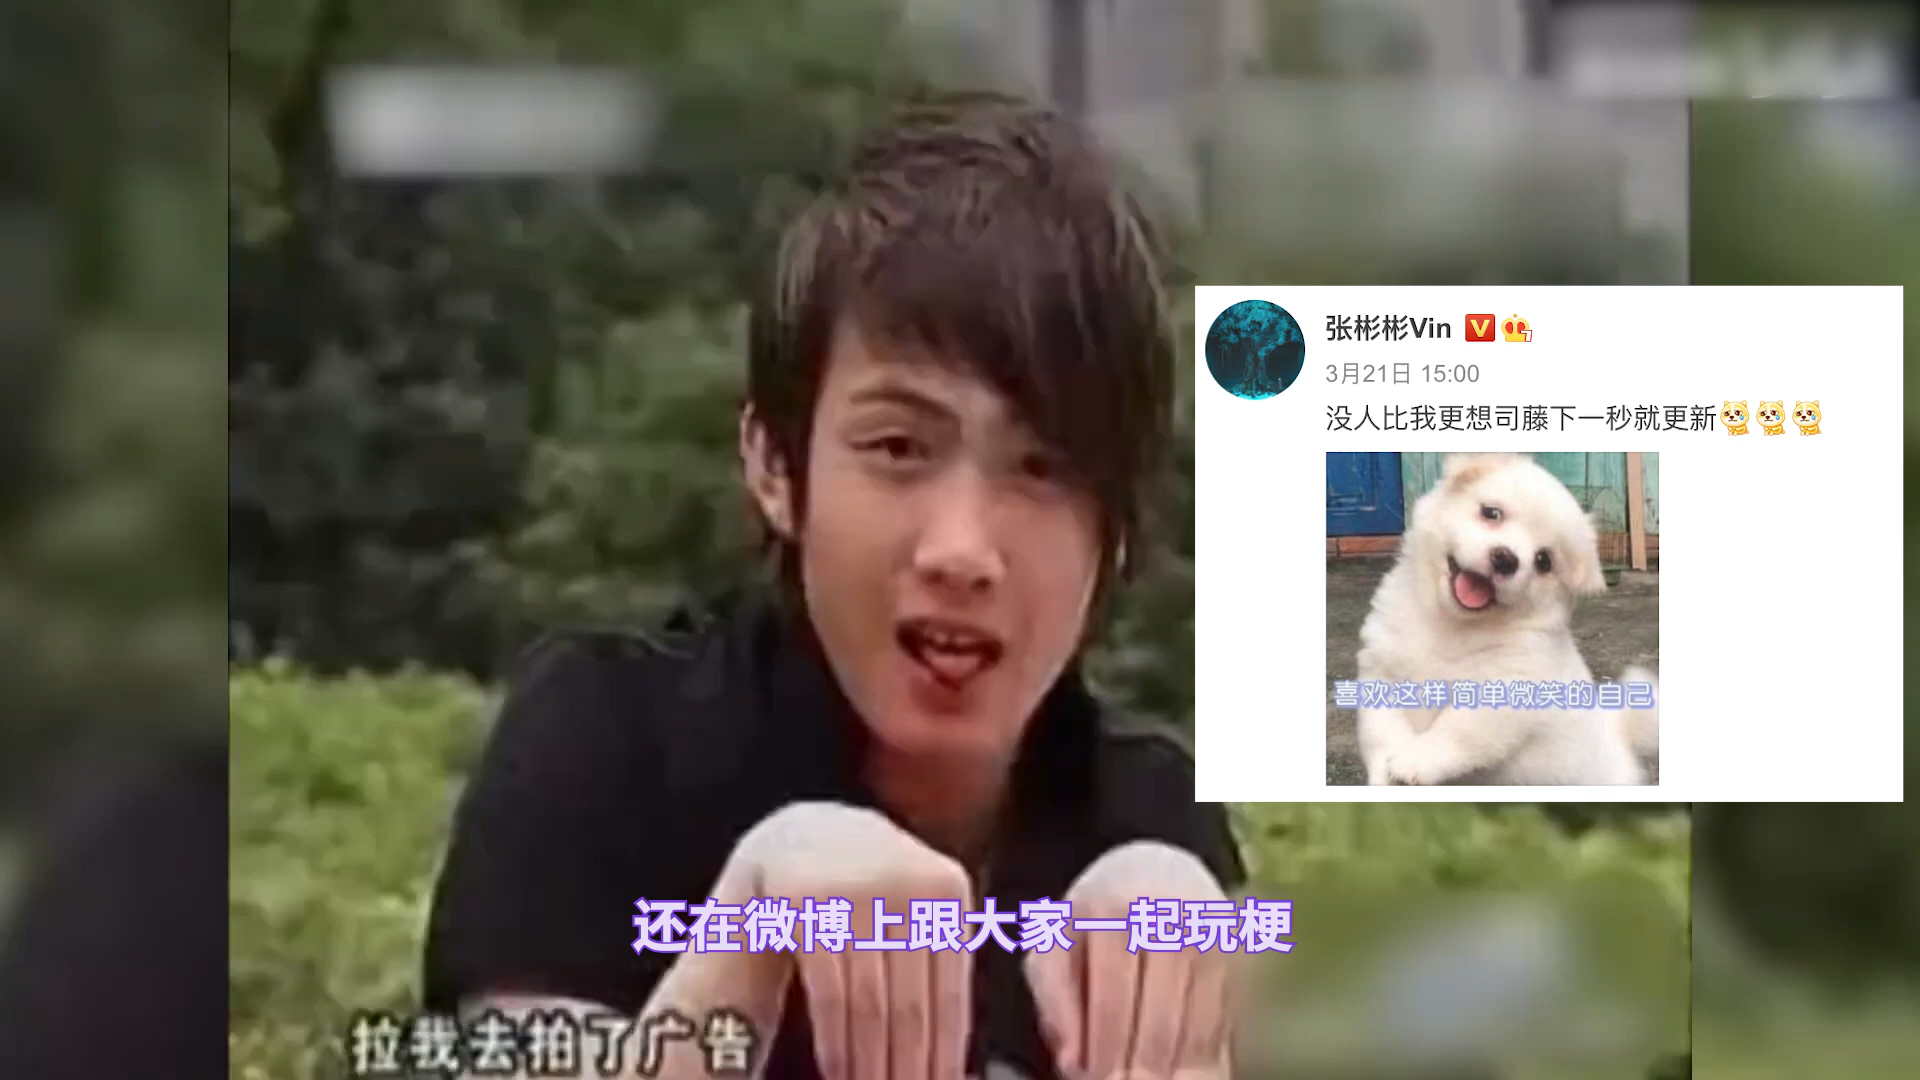 张彬彬Vin
3月21日 15:00
没人比我更想司藤下一秒就更新
喜欢这样简单微笑的自己
还在微博上跟大家一起玩梗
拉我去拍了广告